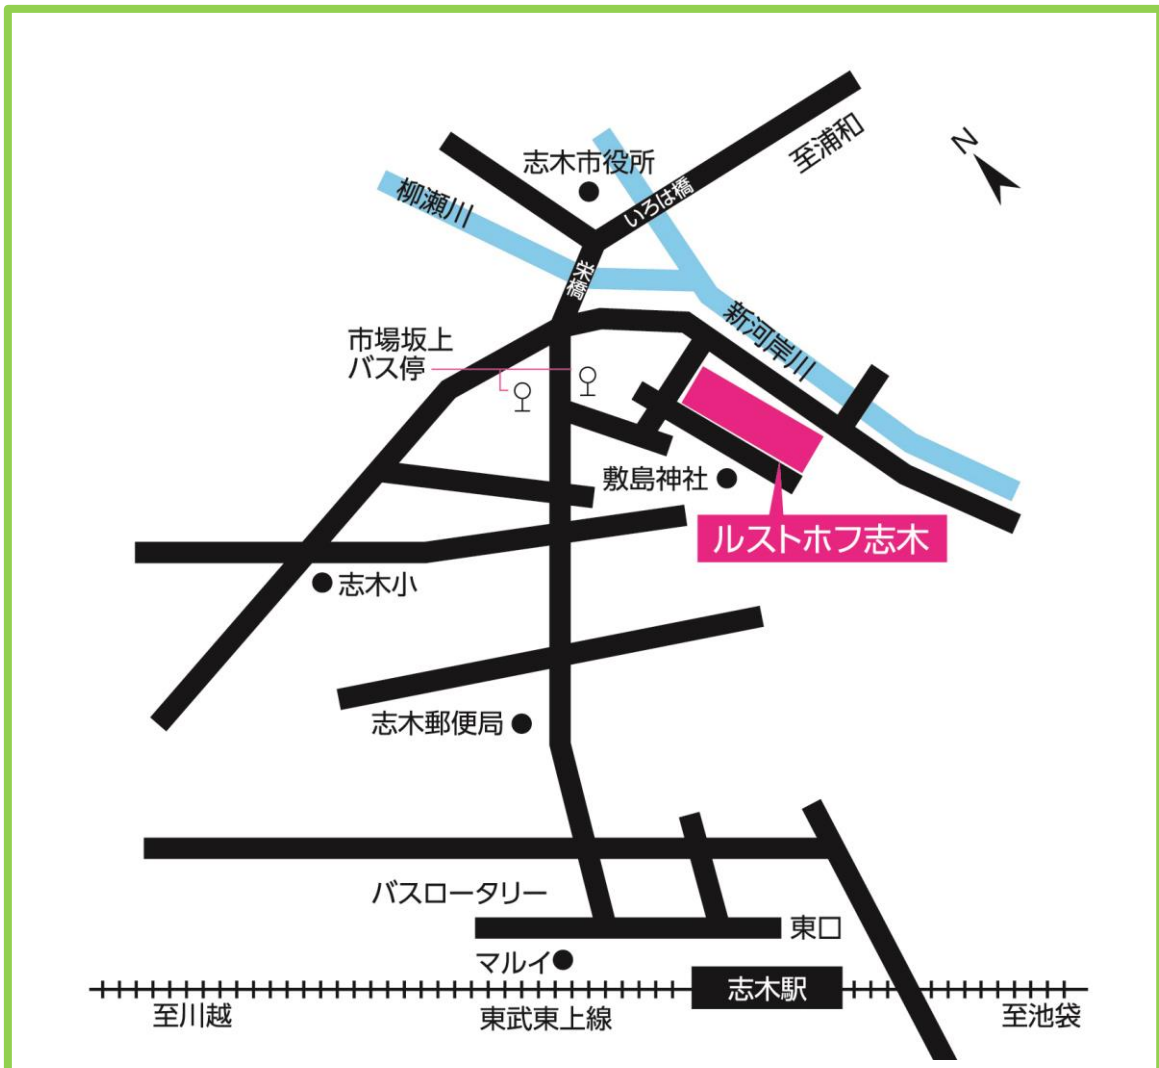 N
至浦和
志木市役所
いろは橋
柳瀬川
栄橋
新河岸川
市場坂上
バス停
敷島神社
ルストホフ志木
志木小
志木郵便局
バスロータリー
東口
マルイ
志木駅
至川越
東武東上線
至池袋